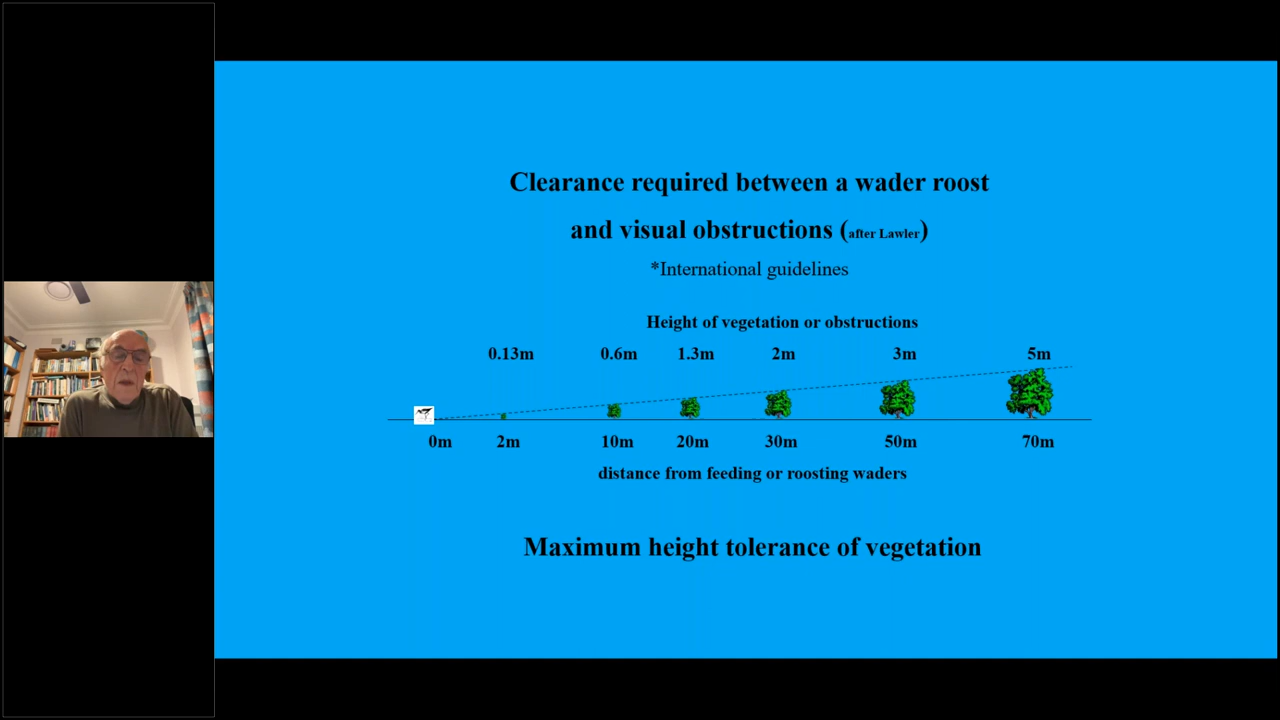 Clearance required between a wader roost
and visual obstructions (after Lawler)
*International guidelines
Height of vegetation or obstructions
0.13m 0.6m 1.3m 2m 3m 5m
0m 2m 10m 20m 30m 50m 70m
distance from feeding or roosting waders
Maximum height tolerance of vegetation